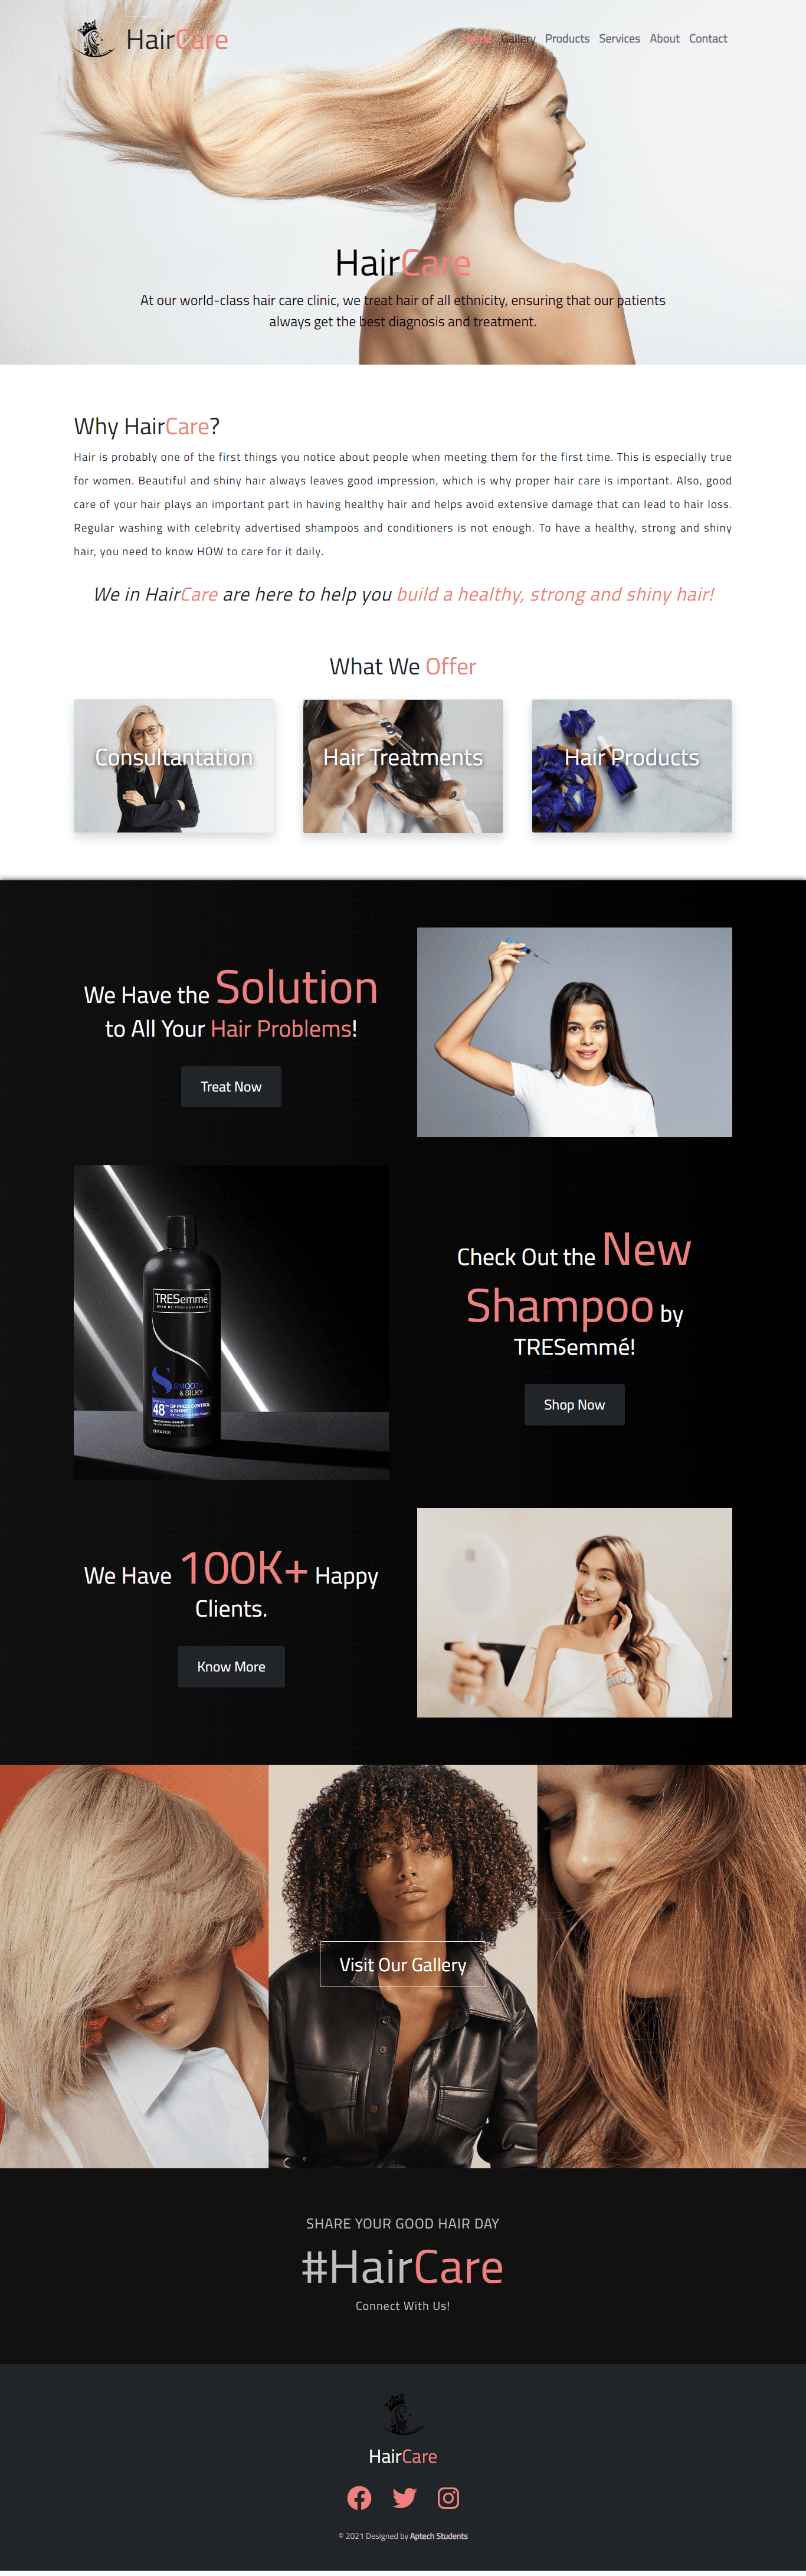 HairCare
Home Gallery Products Services About Contact
HairCare
At our world-class hair care clinic, we treat hair of all ethnicity, ensuring that our patients
always get the best diagnosis and treatment.
Why HairCare?
Hair is probably one of the first things you notice about people when meeting them for the first time. This is especially true
for women. Beautiful and shiny hair always leaves good impression, which is why proper hair care is important. Also, good
care of your hair plays an important part in having healthy hair and helps avoid extensive damage that can lead to hair loss.
Regular washing with celebrity advertised shampoos and conditioners is not enough. To have a healthy, strong and shiny
hair, you need to know HOW to care for it daily.
We in HairCare are here to help you build a healthy, strong and shiny hair!
What We Offer
Consultantation
Hair Treatments
Hair Products
We Have the Solution
to All Your Hair Problems!
Treat Now
TRESemmé
USED BY PROFESSIONALS
SMOOTH
& SILKY
48 OF FRIZZ CONTROL
& SHINE
SHAMPOO
Check Out the New
Shampoo by
TRESemmé!
Shop Now
We Have 100K+ Happy
Clients.
Know More
Visit Our Gallery
SHARE YOUR GOOD HAIR DAY
#HairCare
Connect With Us!
HairCare
© 2021 Designed by Aptech Students